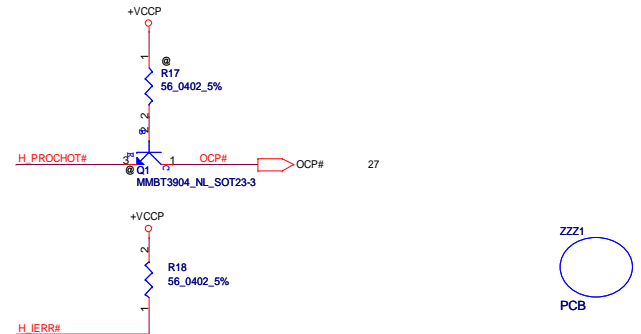 +VCCP
1
@
R17
56_0402_5%
2
2
B
E
H_PROCHOT# 3 1 OCP# OCP# 27
C
@ Q1
MMBT3904_NL_SOT23-3
+VCCP
2
R18
56_0402_5%
1
H_IERR#
ZZZ1
PCB